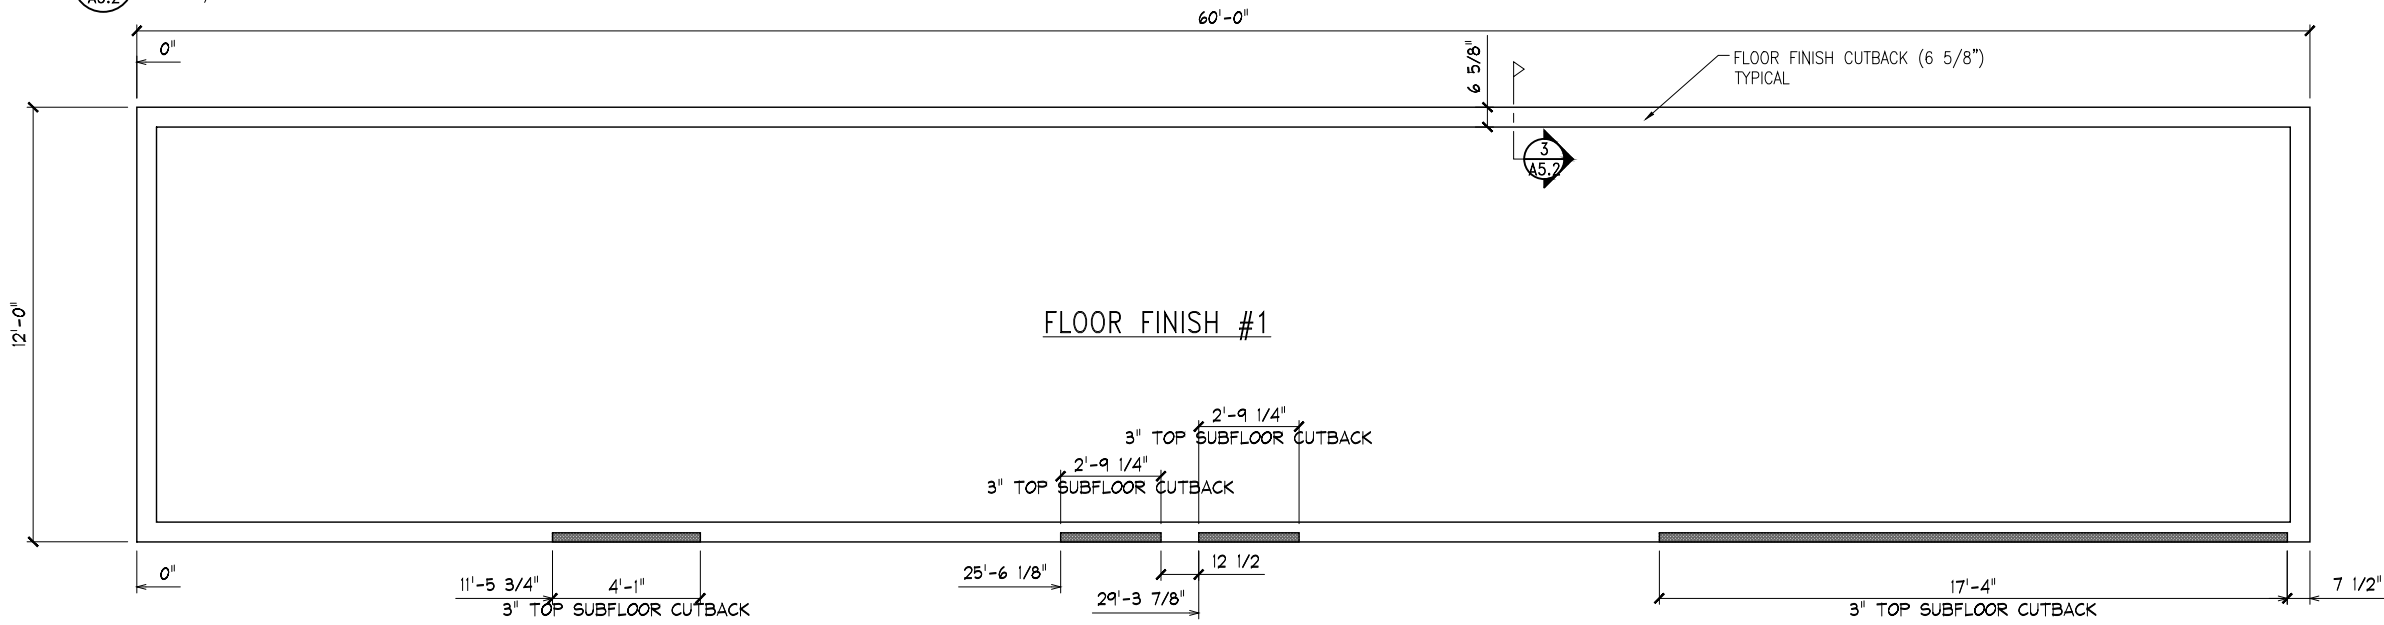 A5.2
60'-0"
0"
6 5/8"
FLOOR FINISH CUTBACK (6 5/8")
TYPICAL
3
A5.2
12'-0"
FLOOR FINISH #1
2'-9 1/4"
3" TOP SUBFLOOR CUTBACK
2'-9 1/4"
3" TOP SUBFLOOR CUTBACK
0"
11'-5 3/4"
4'-1"
3" TOP SUBFLOOR CUTBACK
25'-6 1/8"
12 1/2
29'-3 7/8"
17'-4"
3" TOP SUBFLOOR CUTBACK
7 1/2"